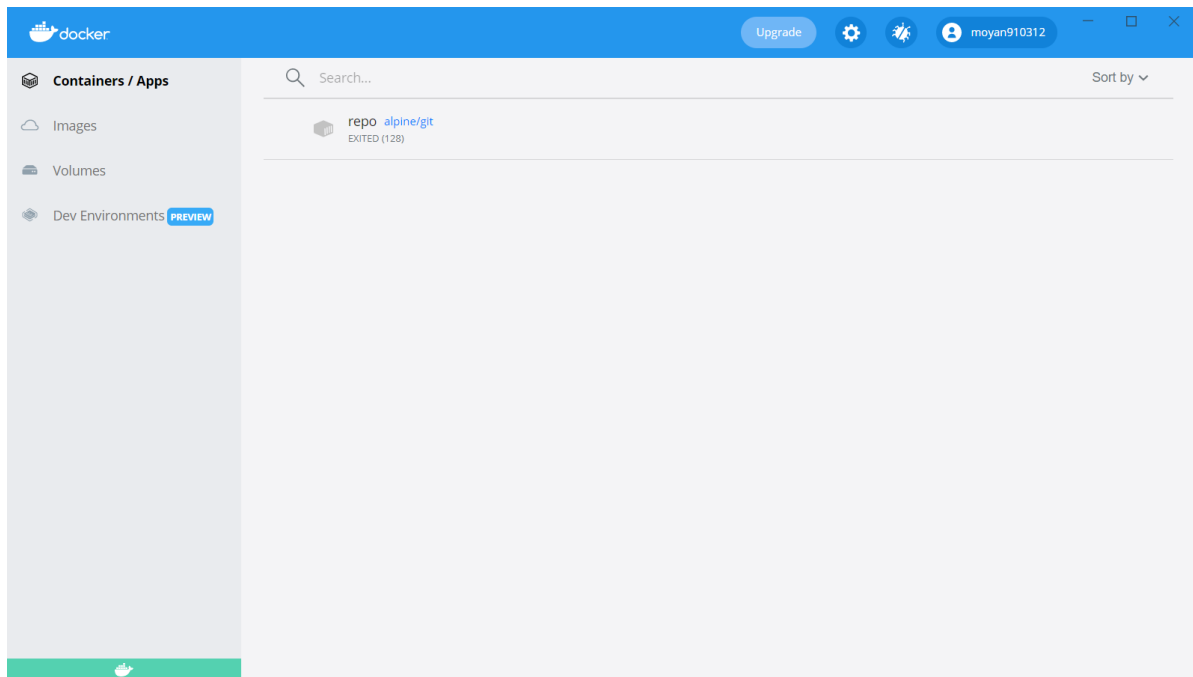 docker
Upgrade
moyan910312
Containers / Apps
Images
Volumes
Dev Environments PREVIEW
Search...
Sort by
repo alpine/git
EXITED (128)